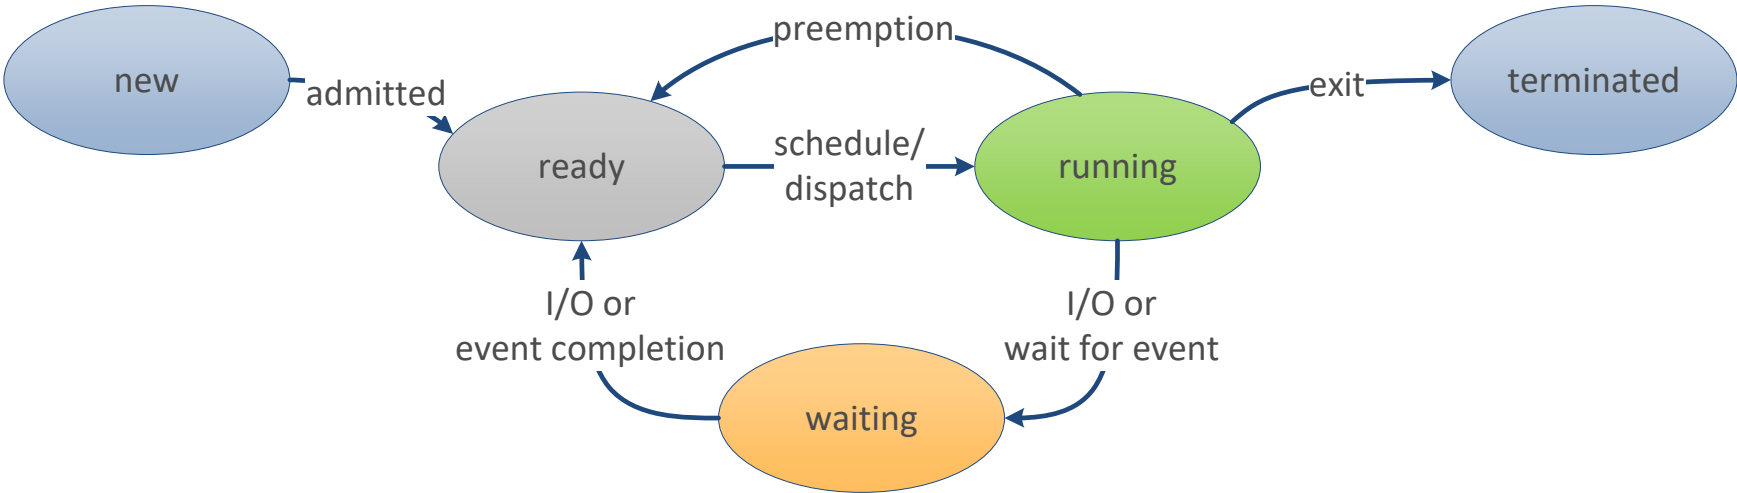 preemption
new
admitted
exit
terminated
schedule/
dispatch
ready
running
I/O or
event completion
I/O or
wait for event
waiting